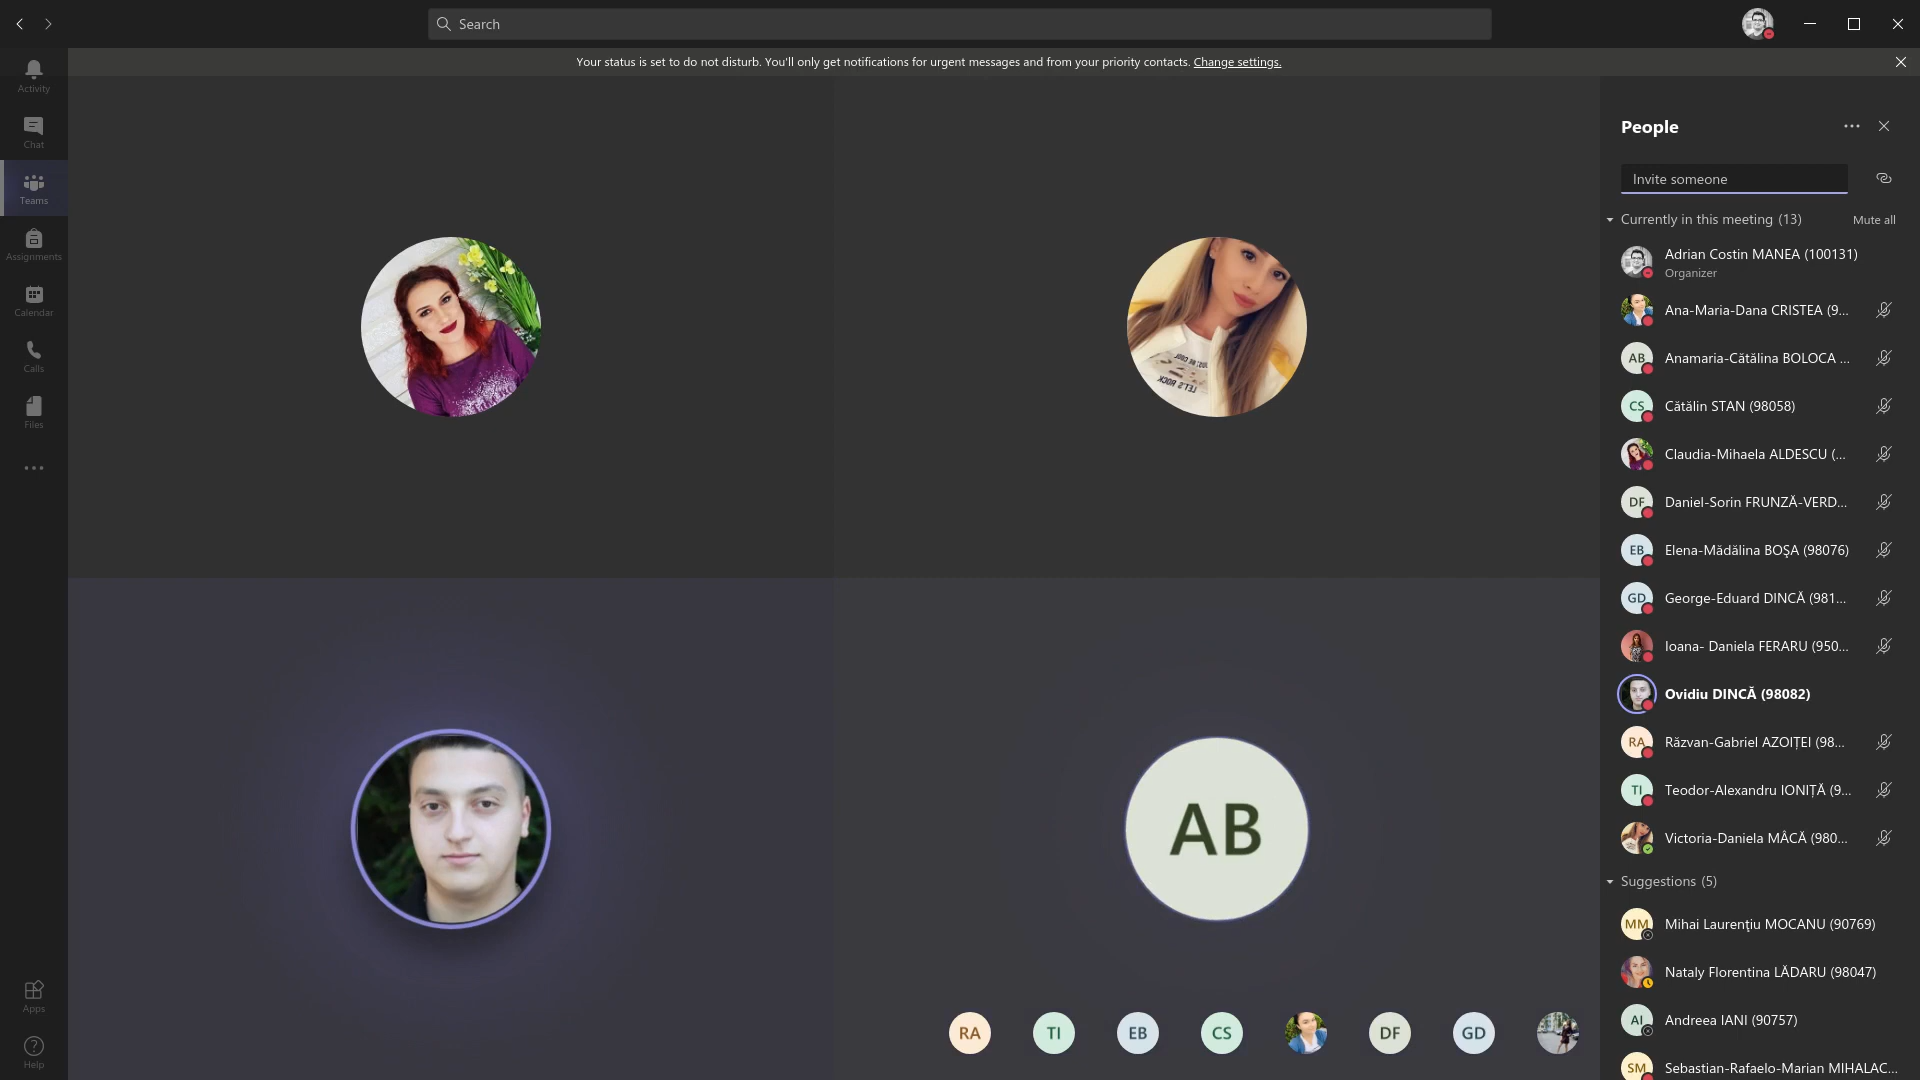 Search
Your status is set to do not disturb. You'll only get notifications for urgent messages and from your priority contacts. Change settings.
Activity
Chat
Teams
Assignments
Calendar
Calls
Files
Apps
Help
LET'S ROCK
AB
RA
TI
EB
CS
DF
GD
People
Invite someone
Currently in this meeting (13)
Mute all
Adrian Costin MANEA (100131)
Organizer
Ana-Maria-Dana CRISTEA (9...
AB
Anamaria-Cătălina BOLOCA ...
CS
Cătălin STAN (98058)
Claudia-Mihaela ALDESCU (...
DF
Daniel-Sorin FRUNZĂ-VERD...
EB
Elena-Mădălina BOŞA (98076)
GD
George-Eduard DINCĂ (981...
Ioana- Daniela FERARU (950...
Ovidiu DINCĂ (98082)
RA
Răzvan-Gabriel AZOIȚEI (98...
TI
Teodor-Alexandru IONIȚĂ (9...
Victoria-Daniela MÂCĂ (980...
Suggestions (5)
MM
Mihai Laurenţiu MOCANU (90769)
Nataly Florentina LĂDARU (98047)
AI
Andreea IANI (90757)
SM
Sebastian-Rafaelo-Marian MIHALAC...